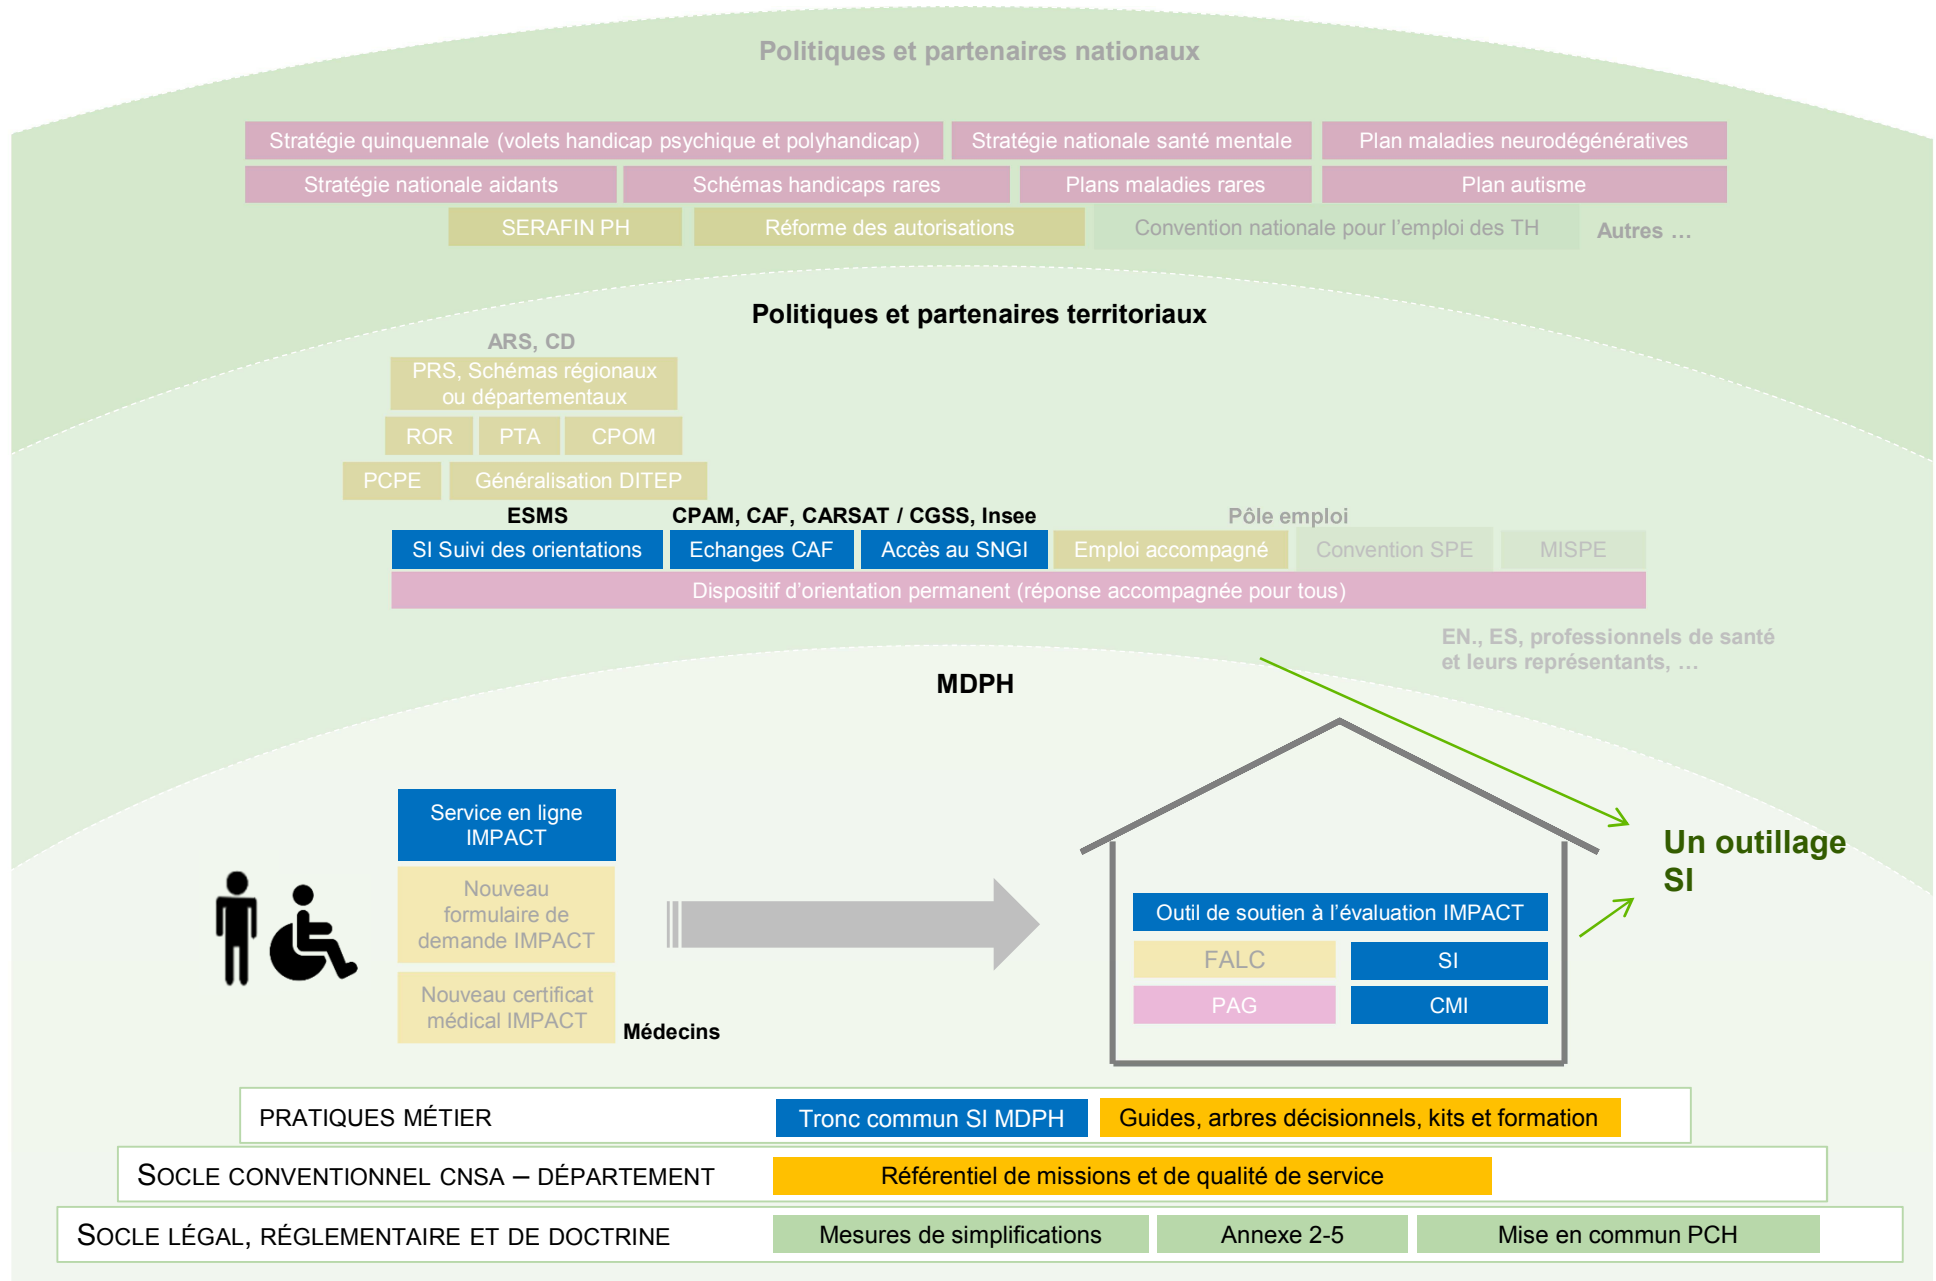 Politiques et partenaires nationaux
Stratégie quinquennale (volets handicap psychique et polyhandicap)
Stratégie nationale santé mentale
Plan maladies neurodégénératives
Stratégie nationale aidants
Schémas handicaps rares
Plans maladies rares
Plan autisme
SERAFIN PH
Réforme des autorisations
Convention nationale pour l'emploi des TH
Autres …
Politiques et partenaires territoriaux
ARS, CD
PRS, Schémas régionaux
ou départementaux
ROR
PTA
CPOM
PCPE
Généralisation DITEP
ESMS
CPAM, CAF, CARSAT / CGSS, Insee
Pôle emploi
SI Suivi des orientations
Echanges CAF
Accès au SNGI
Emploi accompagné
Convention SPE
MISPE
Dispositif d'orientation permanent (réponse accompagnée pour tous)
EN., ES, professionnels de santé
et leurs représentants, …
MDPH
Service en ligne
IMPACT
Nouveau
formulaire de
demande IMPACT
Nouveau certificat
médical IMPACT
Médecins
Outil de soutien à l'évaluation IMPACT
FALC
SI
PAG
CMI
Un outillage
SI
PRATIQUES MÉTIER
Tronc commun SI MDPH
Guides, arbres décisionnels, kits et formation
SOCLE CONVENTIONNEL CNSA – DÉPARTEMENT
Référentiel de missions et de qualité de service
SOCLE LÉGAL, RÉGLEMENTAIRE ET DE DOCTRINE
Mesures de simplifications
Annexe 2-5
Mise en commun PCH